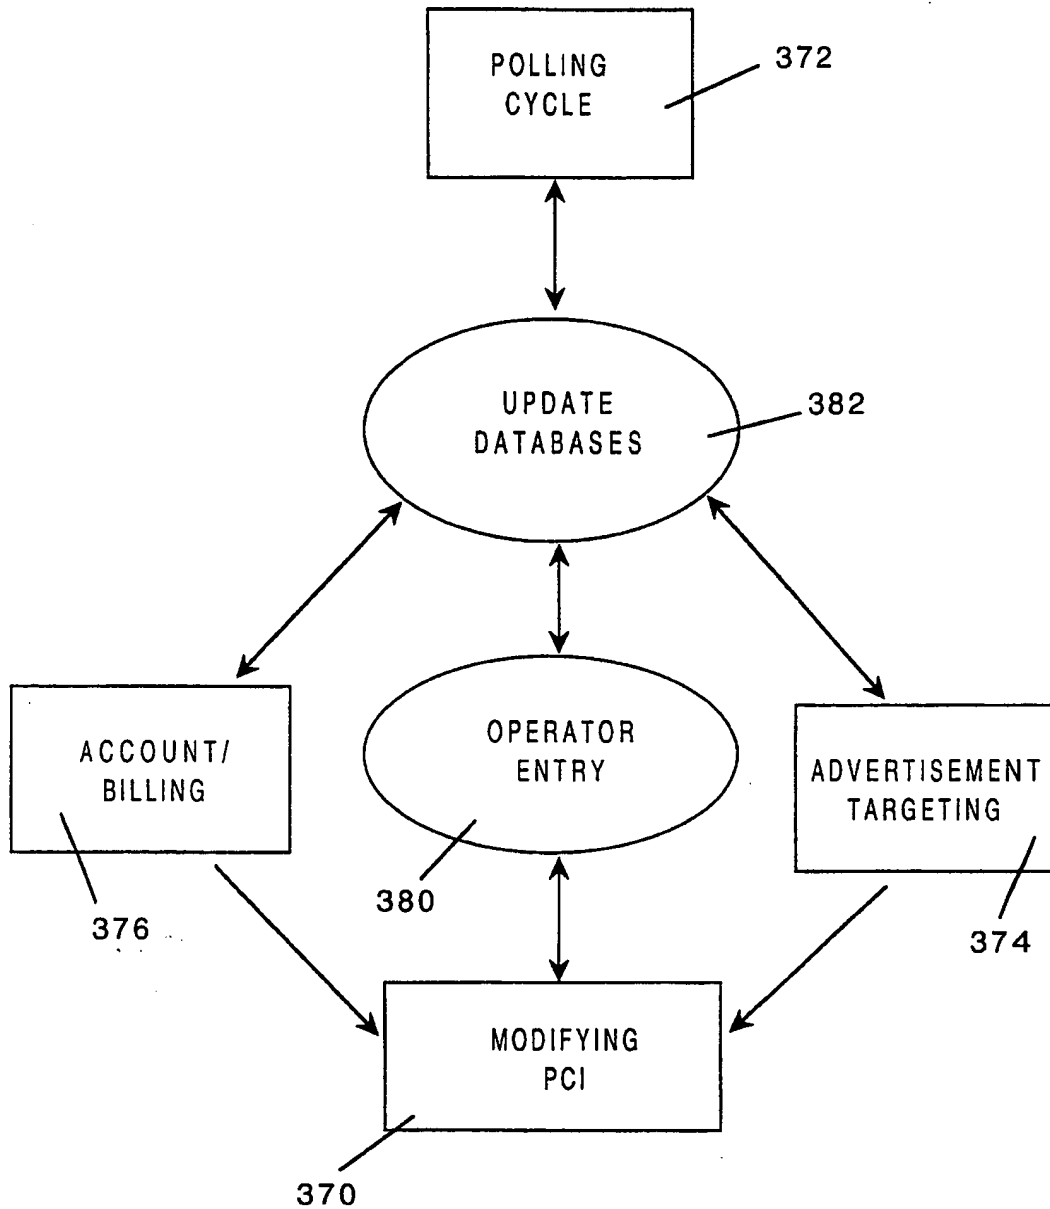 POLLING
CYCLE
372
UPDATE
DATABASES
382
ACCOUNT/
BILLING
376
OPERATOR
ENTRY
380
ADVERTISEMENT
TARGETING
374
MODIFYING
PCI
370